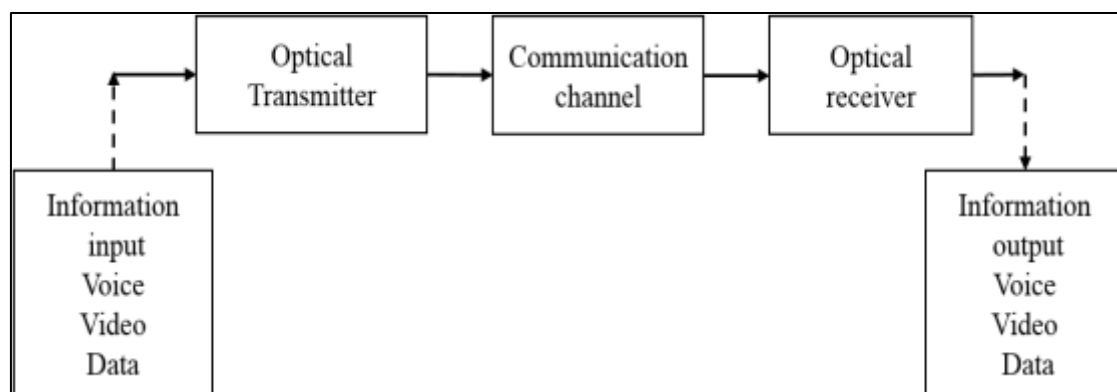 Optical
Transmitter
Communication
channel
Optical
receiver
Information
input
Voice
Video
Data
Information
output
Voice
Video
Data